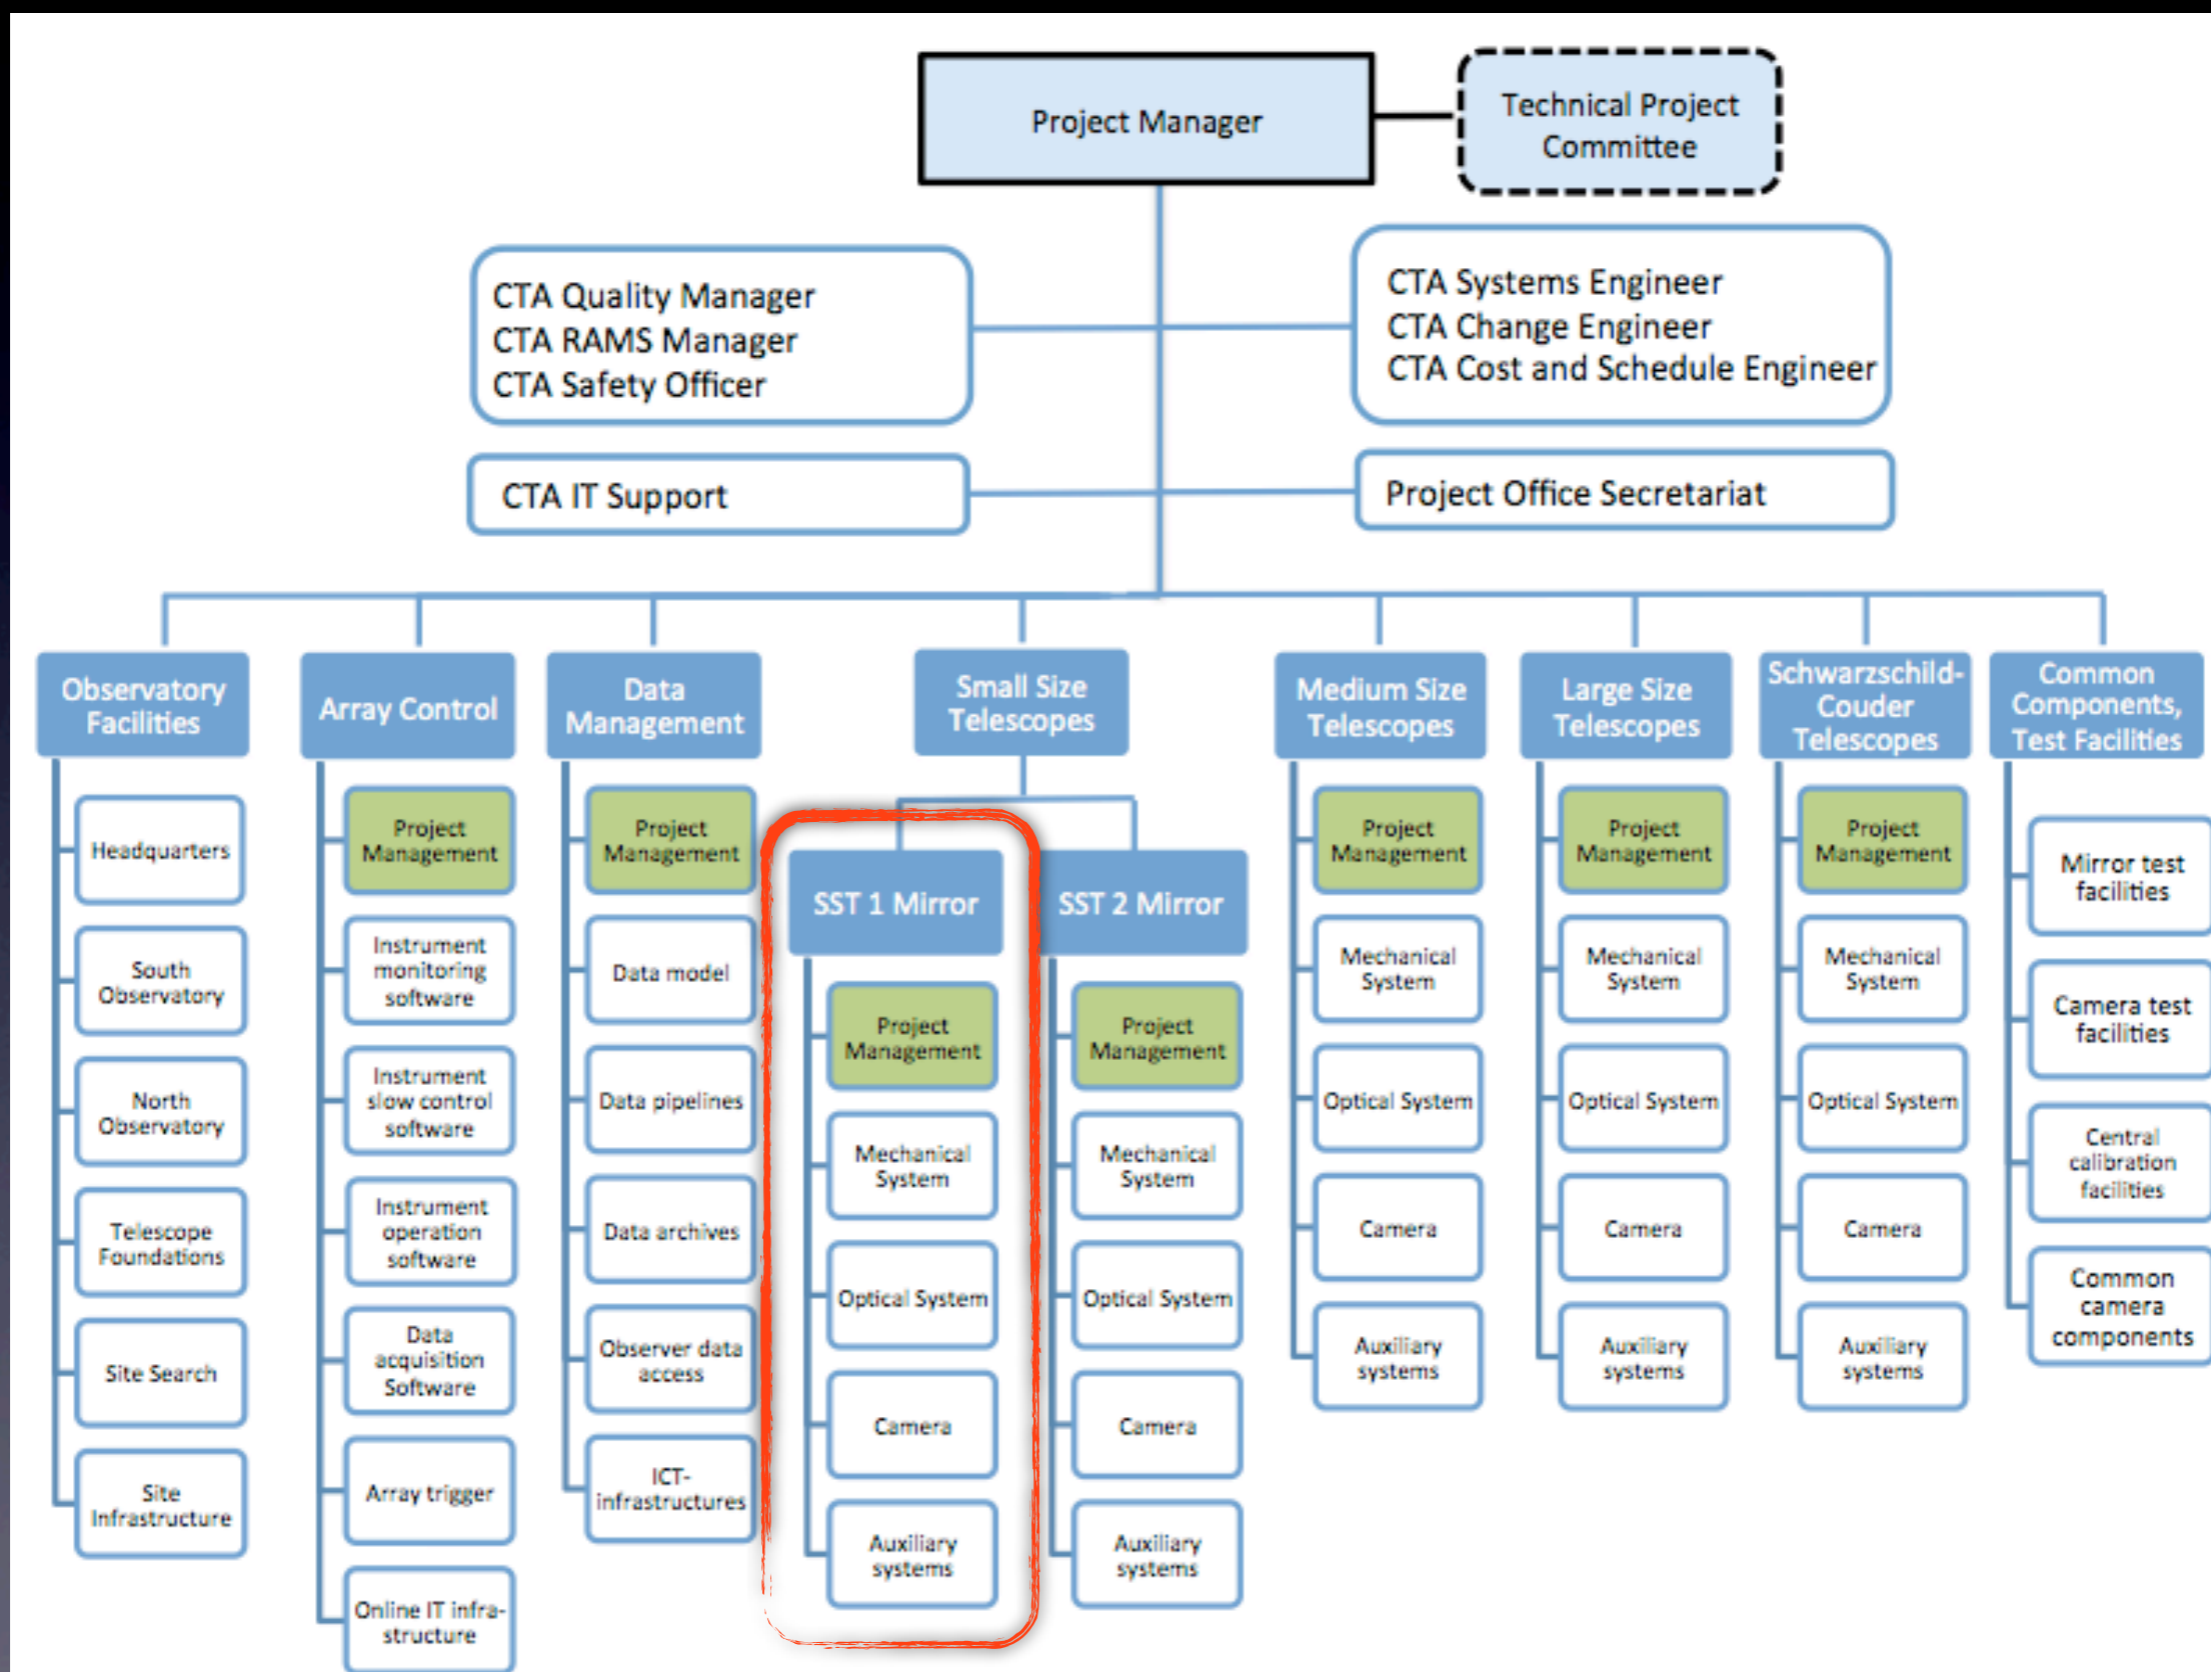 Project Manager
Technical Project
Committee
CTA Quality Manager
CTA RAMS Manager
CTA Safety Officer
CTA Systems Engineer
CTA Change Engineer
CTA Cost and Schedule Engineer
CTA IT Support
Project Office Secretariat
Observatory
Facilities
Headquarters
South
Observatory
North
Observatory
Telescope
Foundations
Site Search
Site
Infrastructure
Array Control
Project
Management
Instrument
monitoring
software
Instrument
slow control
software
Instrument
operation
software
Data
acquisition
Software
Array trigger
Online IT infra-
structure
Data
Management
Project
Management
Data model
Data pipelines
Data archives
Observer data
access
ICT-
infrastructures
Small Size
Telescopes
SST 1 Mirror
Project
Management
Mechanical
System
Optical System
Camera
Auxiliary
systems
SST 2 Mirror
Project
Management
Mechanical
System
Optical System
Camera
Auxiliary
systems
Medium Size
Telescopes
Project
Management
Mechanical
System
Optical System
Camera
Auxiliary
systems
Large Size
Telescopes
Project
Management
Mechanical
System
Optical System
Camera
Auxiliary
systems
Schwarzschild-
Couder
Telescopes
Project
Management
Mechanical
System
Optical System
Camera
Auxiliary
systems
Common
Components,
Test Facilities
Mirror test
facilities
Camera test
facilities
Central
calibration
facilities
Common
camera
components